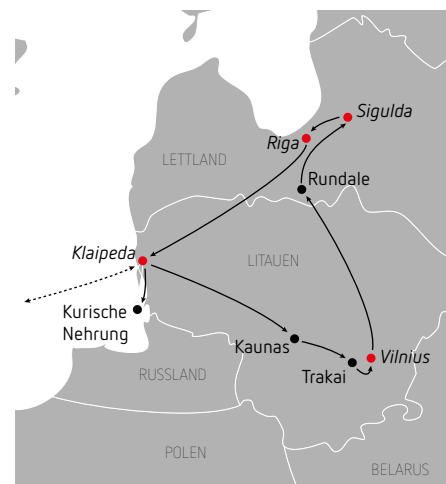 Sigulda
Riga
LETTLAND
Rundale
Klaipeda
LITAUEN
Kurische
Nehrung
Kaunas
Vilnius
Trakai
RUSSLAND
POLEN
BELARUS